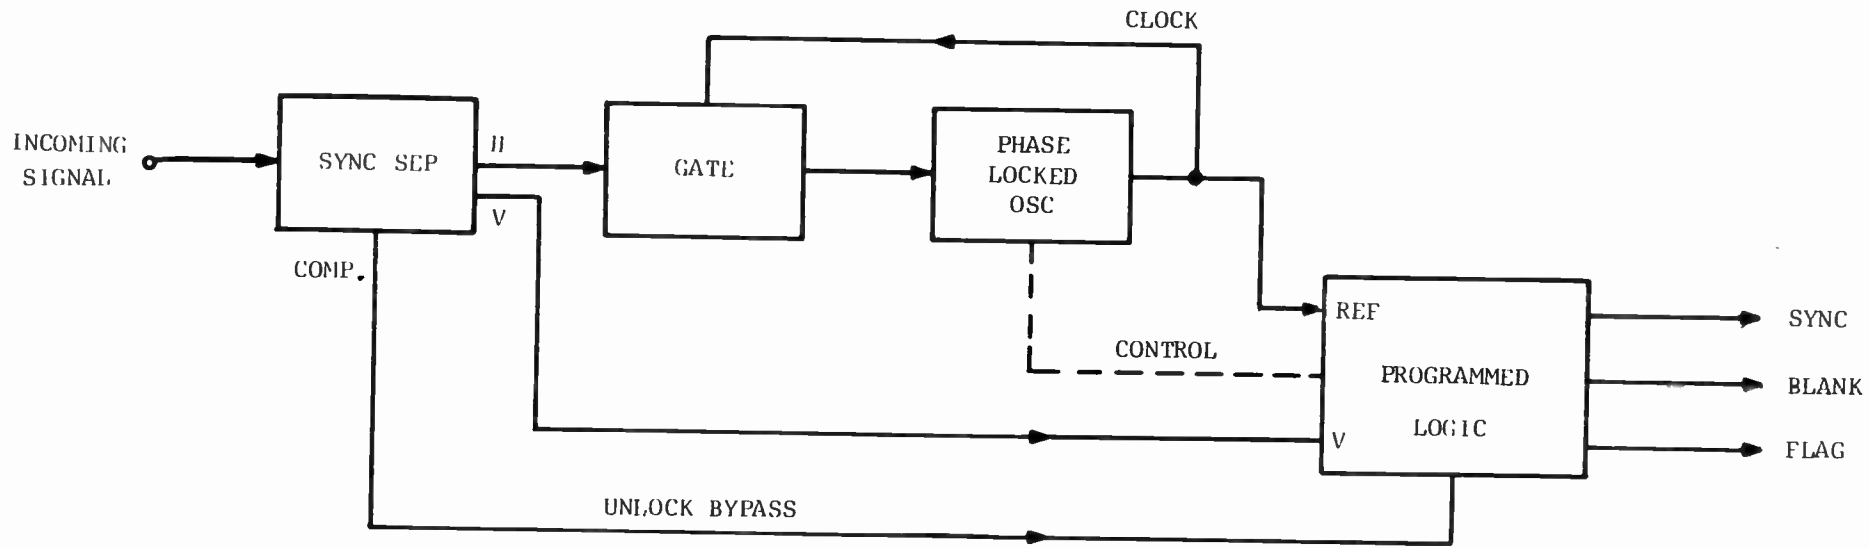 CLOCK
INCOMING
SIGNAL
SYNC SEP
H
V
COMP.
GATE
PHASE
LOCKED
OSC
CONTROL
REF
PROGRAMMED
LOGIC
V
SYNC
BLANK
FLAG
UNLOCK BYPASS